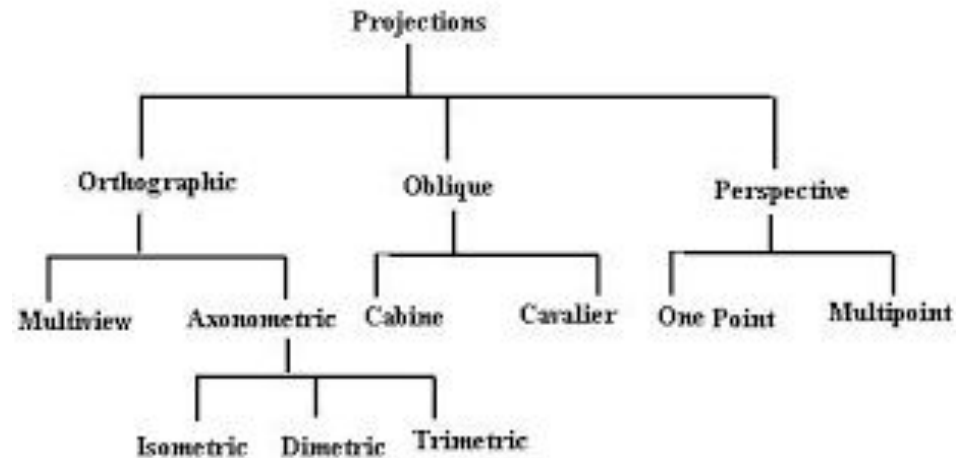 Projections
Orthographic
Oblique
Perspective
Multiview
Axonometric
Cabine
Cavalier
One Point
Multipoint
Isometric
Dimetric
Trimetric